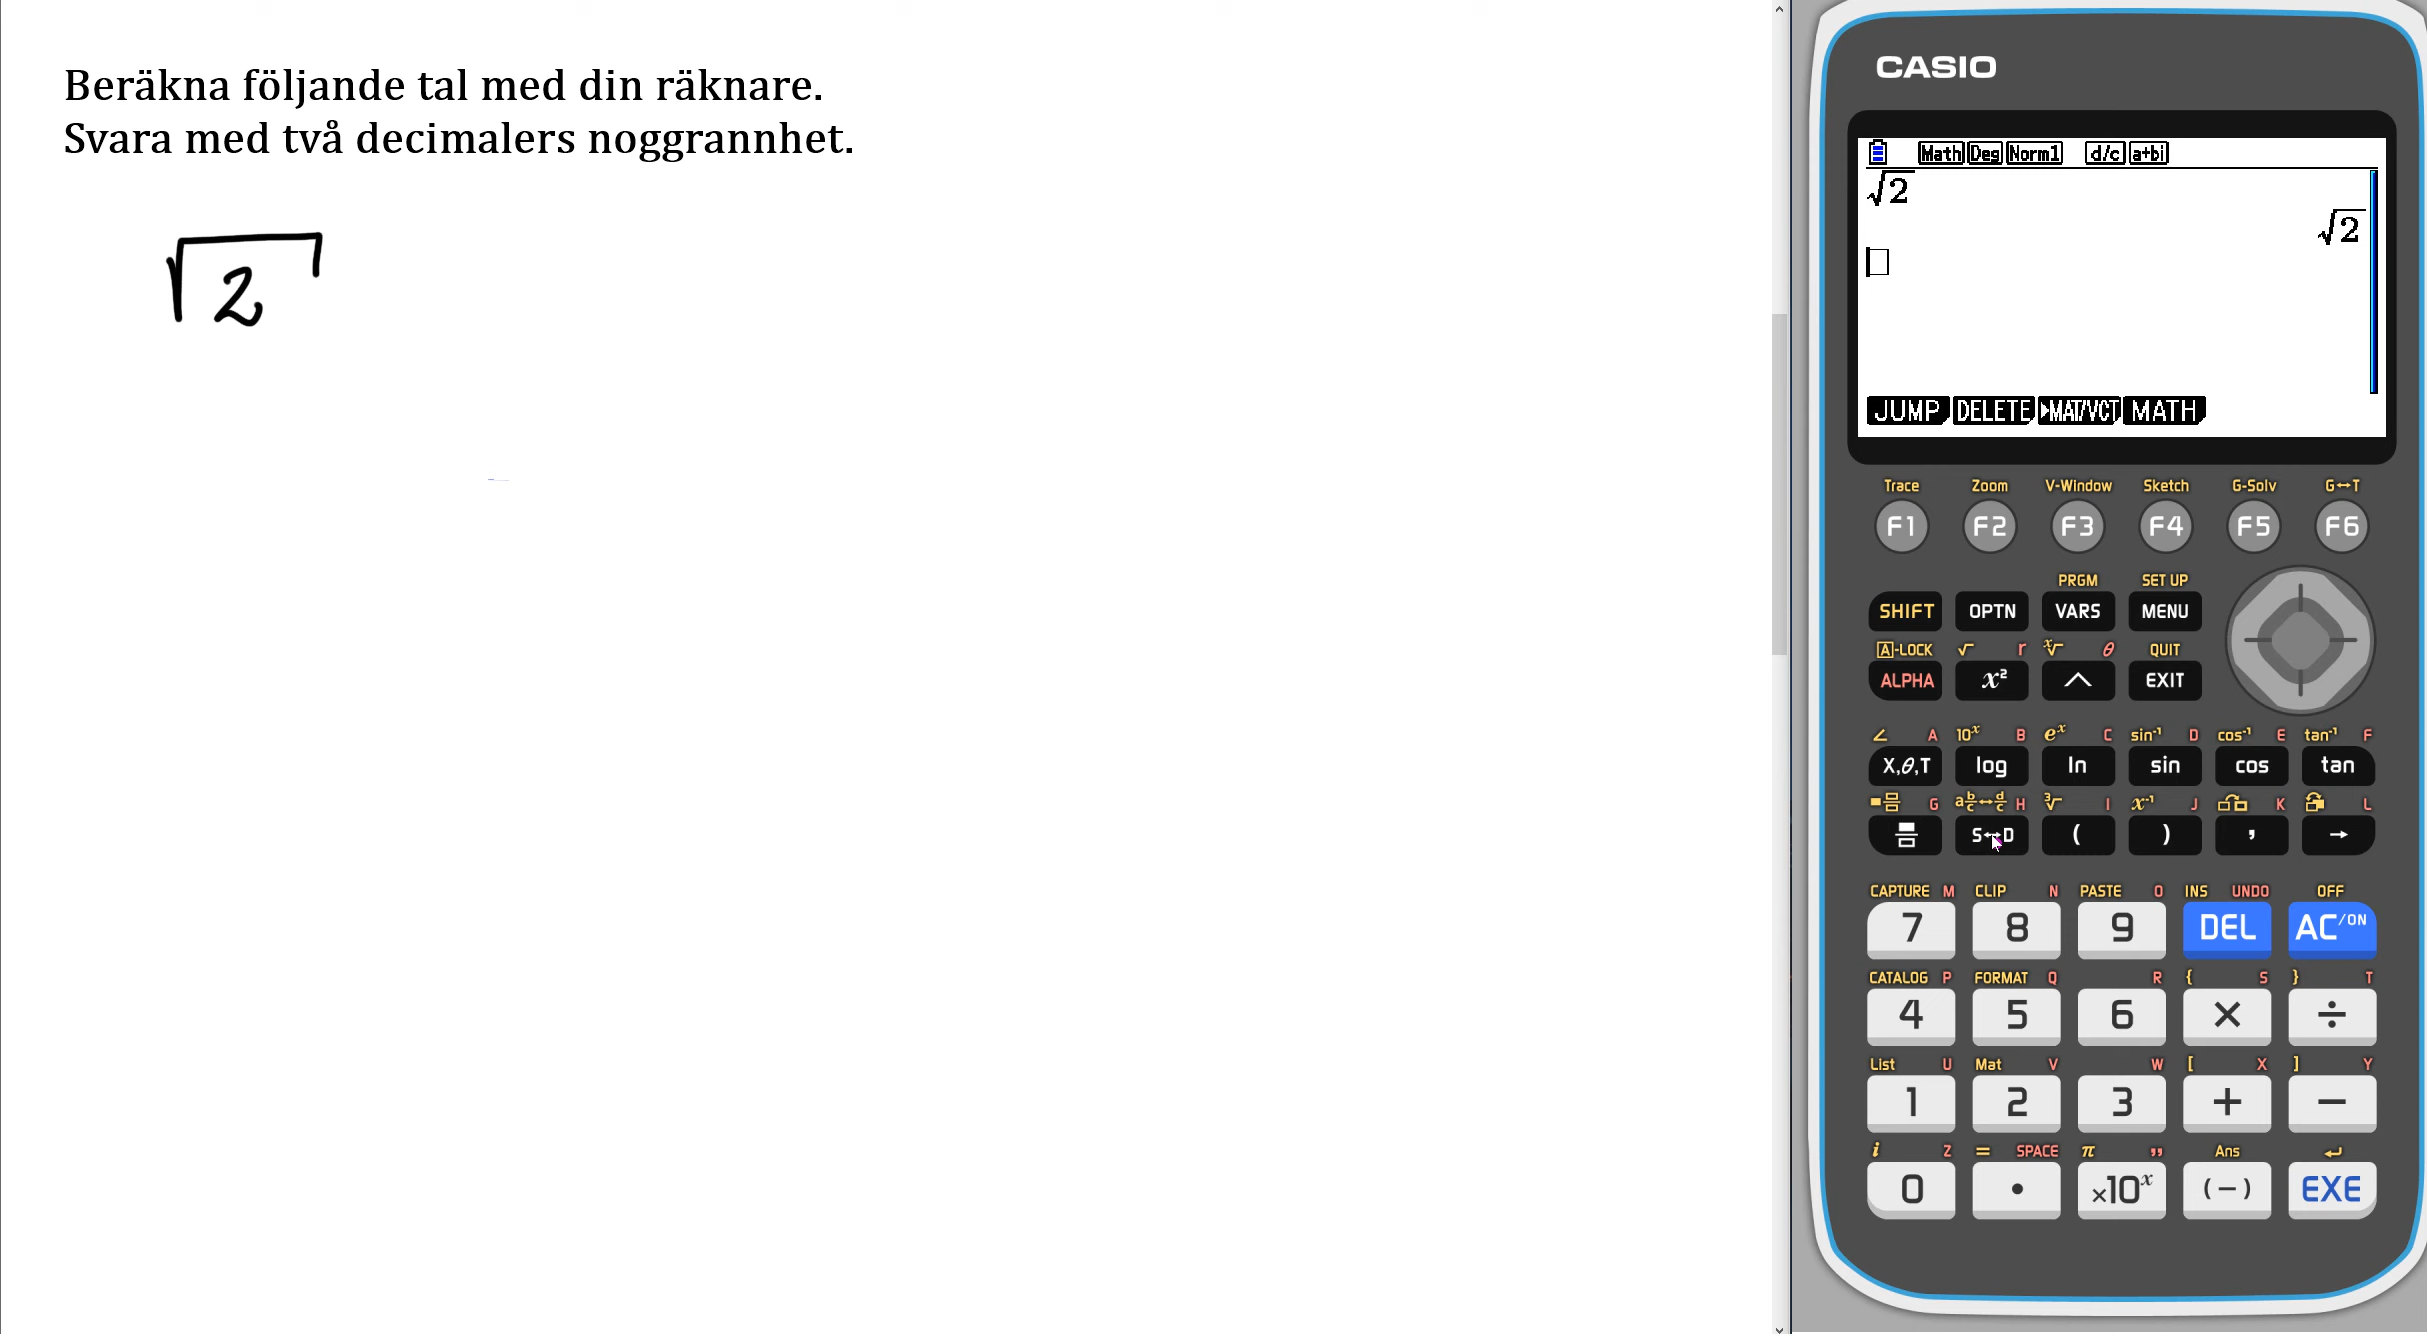 Beräkna följande tal med din räknare.
Svara med två decimalers noggrannhet.
√2
CASIO
Math Deg Norm1 d/c a+bi
√2
√2
JUMP DELETE ▶MAT/VCT MATH
Trace Zoom V-Window Sketch G-Solv G↔T
F1 F2 F3 F4 F5 F6
PRGM SET UP
SHIFT OPTN VARS MENU
A-LOCK √ r ˣ√ θ QUIT
ALPHA x² ^ EXIT
∠ A 10ˣ B eˣ C sin⁻¹ D cos⁻¹ E tan⁻¹ F
X,θ,T log ln sin cos tan
G a b/c↔d/c H ³√ I x⁻¹ J K L
S↔D ( ) , →
CAPTURE M CLIP N PASTE O INS UNDO OFF
7 8 9 DEL AC/ON
CATALOG P FORMAT Q R { S } T
4 5 6 × ÷
List U Mat V W [ X ] Y
1 2 3 + −
i Z = SPACE π " Ans ↵
0 • ×10ˣ (−) EXE